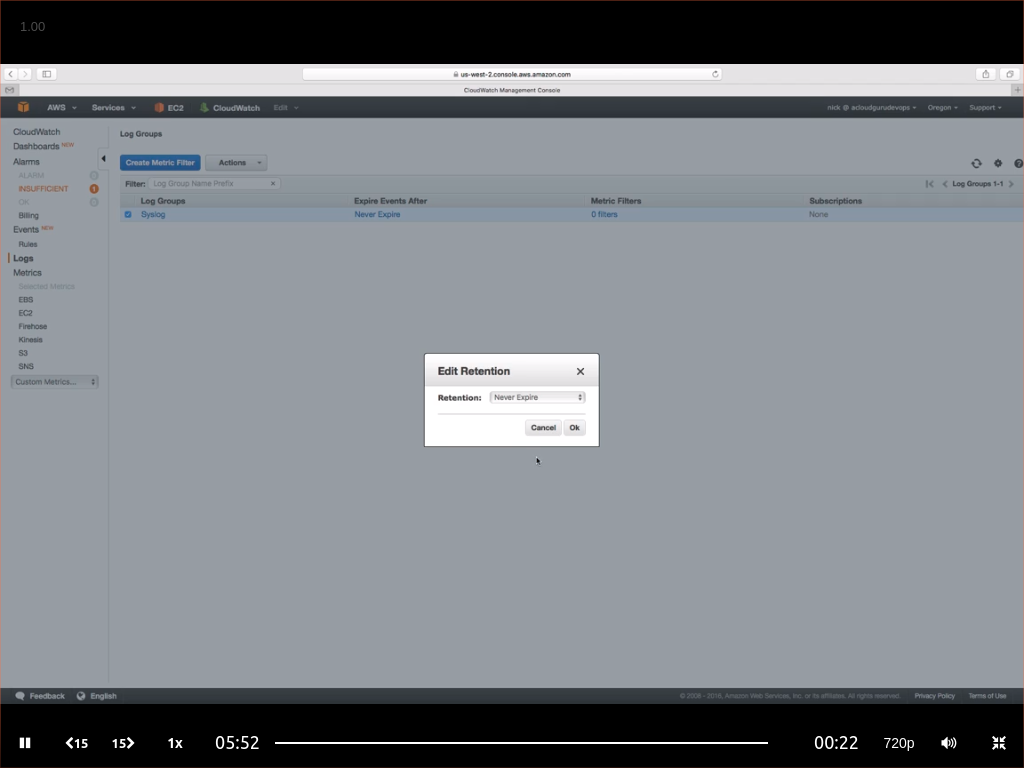 1.00
us-west-2.console.aws.amazon.com
CloudWatch Management Console
AWS Services EC2 CloudWatch Edit nick @ acloudgurudevops Oregon Support
CloudWatch
Dashboards NEW
Alarms
ALARM 0
INSUFFICIENT 1
OK 0
Billing
Events NEW
Rules
Logs
Metrics
Selected Metrics
EBS
EC2
Firehose
Kinesis
S3
SNS
Custom Metrics...
Log Groups
Create Metric Filter Actions
Filter: Log Group Name Prefix Log Groups 1-1
Log Groups Expire Events After Metric Filters Subscriptions
Syslog Never Expire 0 filters None
Edit Retention
Retention: Never Expire
Cancel Ok
Feedback English © 2008 - 2016, Amazon Web Services, Inc. or its affiliates. All rights reserved. Privacy Policy Terms of Use
15 15 1x 05:52 00:22 720p